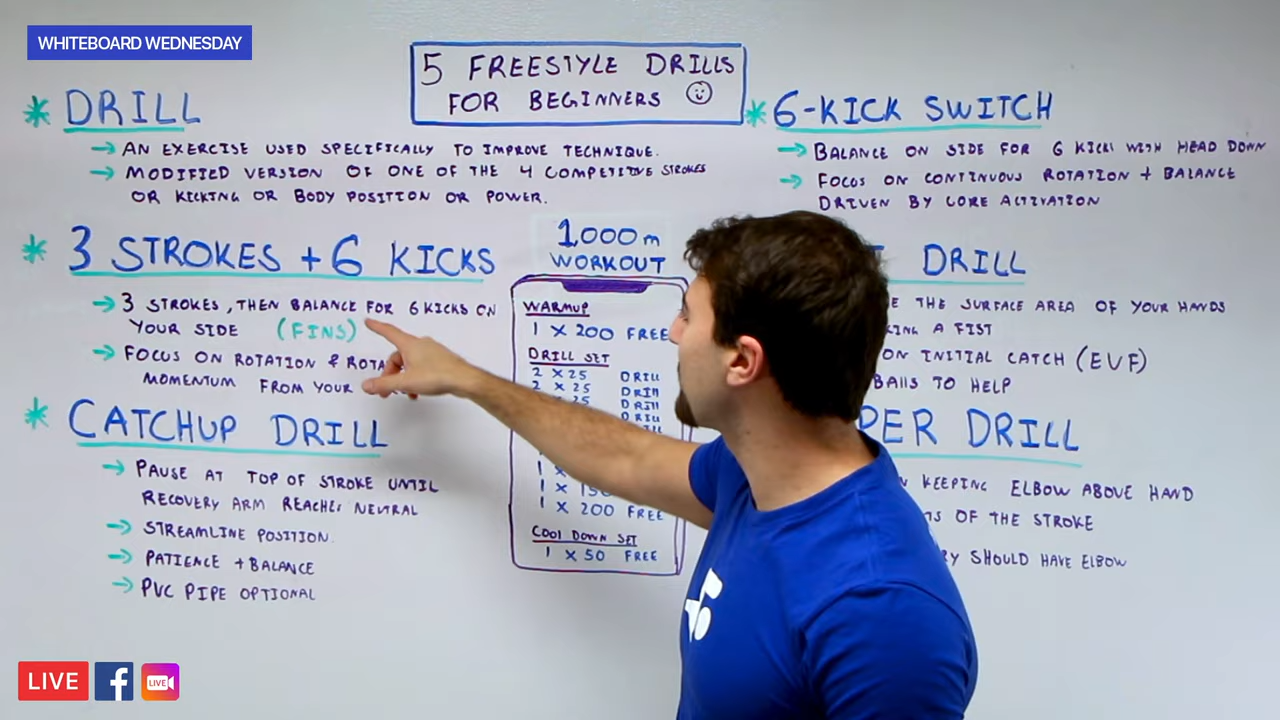 WHITEBOARD WEDNESDAY
5 FREESTYLE DRILLS
FOR BEGINNERS
* DRILL
→ AN EXERCISE USED SPECIFICALLY TO IMPROVE TECHNIQUE.
→ MODIFIED VERSION OF ONE OF THE 4 COMPETITIVE STROKES
OR KICKING OR BODY POSITION OR POWER.
* 3 STROKES + 6 KICKS
→ 3 STROKES, THEN BALANCE FOR 6 KICKS ON
YOUR SIDE (FINS)
→ FOCUS ON ROTATION &
MOMENTUM FROM YOUR
* CATCHUP DRILL
→ PAUSE AT TOP OF STROKE UNTIL
RECOVERY ARM REACHES NEUTRAL
→ STREAMLINE POSITION.
→ PATIENCE + BALANCE
→ PVC PIPE OPTIONAL
1,000m
WORKOUT
WARMUP
1 X 200 FREE
DRILL SET
2 X 25 DRILL
2 X 25 DRILL
X 25 DRILL
DRILL
1 X
1 X
1 X 200 FREE
COOL DOWN SET
1 X 50 FREE
* 6-KICK SWITCH
→ BALANCE ON SIDE FOR 6 KICKS WITH HEAD DOWN
→ FOCUS ON CONTINUOUS ROTATION + BALANCE
DRIVEN BY CORE ACTIVATION
DRILL
THE SURFACE AREA OF YOUR HANDS
A FIST
ON INITIAL CATCH (EVF)
BALLS TO HELP
DRILL
KEEPING ELBOW ABOVE HAND
OF THE STROKE
SHOULD HAVE ELBOW
LIVE
LIVE